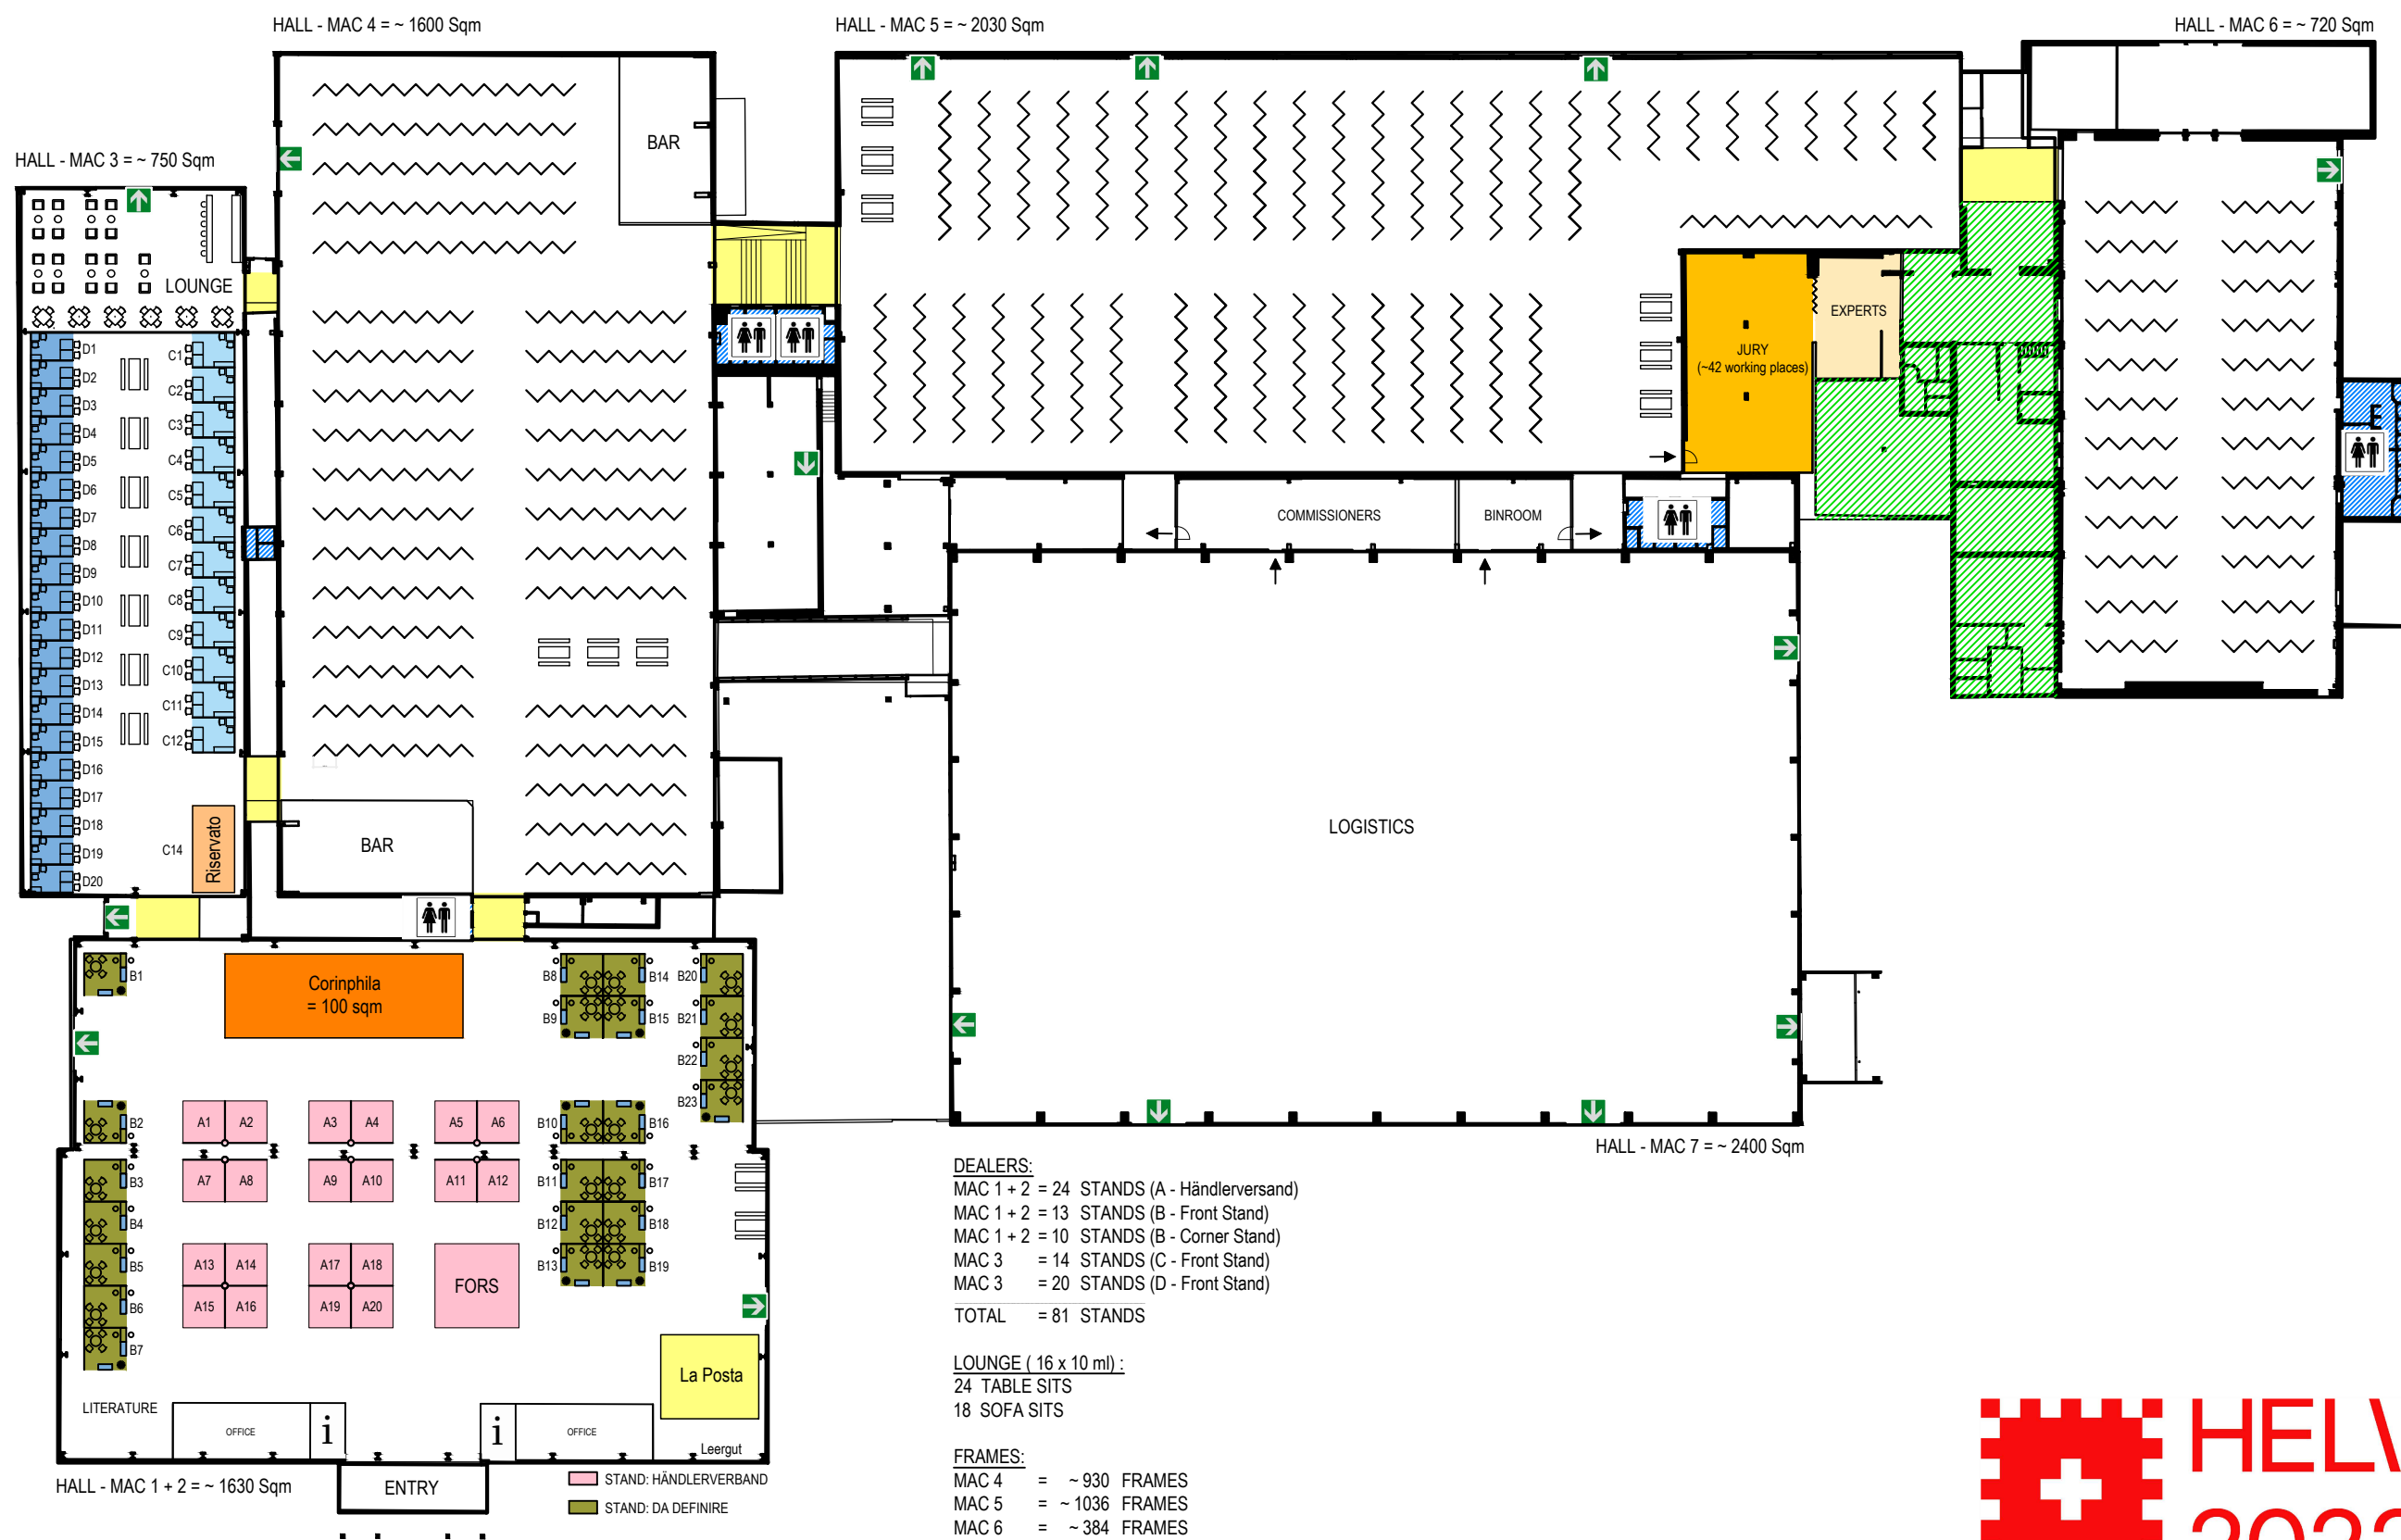 HALL - MAC 4 = ~ 1600 Sqm
HALL - MAC 5 = ~ 2030 Sqm
HALL - MAC 6 = ~ 720 Sqm
HALL - MAC 3 = ~ 750 Sqm
BAR
LOUNGE
EXPERTS
JURY
(~42 working places)
D1
D2
D3
D4
D5
D6
D7
D8
D9
D10
D11
D12
D13
D14
D15
D16
D17
D18
D19
D20
C1
C2
C3
C4
C5
C6
C7
C8
C9
C10
C11
C12
C14
Riservato
BAR
COMMISSIONERS
BINROOM
E
LOGISTICS
HALL - MAC 7 = ~ 2400 Sqm
Corinphila
= 100 sqm
B1
B2
B3
B4
B5
B6
B7
B8
B9
B10
B11
B12
B13
B14
B15
B16
B17
B18
B19
B20
B21
B22
B23
A1
A2
A3
A4
A5
A6
A7
A8
A9
A10
A11
A12
A13
A14
A15
A16
A17
A18
A19
A20
FORS
La Posta
LITERATURE
OFFICE
i
i
OFFICE
Leergut
HALL - MAC 1 + 2 = ~ 1630 Sqm
ENTRY
STAND: HÄNDLERVERBAND
STAND: DA DEFINIRE
DEALERS:
MAC 1 + 2 = 24 STANDS (A - Händlerversand)
MAC 1 + 2 = 13 STANDS (B - Front Stand)
MAC 1 + 2 = 10 STANDS (B - Corner Stand)
MAC 3 = 14 STANDS (C - Front Stand)
MAC 3 = 20 STANDS (D - Front Stand)
TOTAL = 81 STANDS
LOUNGE ( 16 x 10 ml) :
24 TABLE SITS
18 SOFA SITS
FRAMES:
MAC 4 = ~ 930 FRAMES
MAC 5 = ~ 1036 FRAMES
MAC 6 = ~ 384 FRAMES
HELV
2022